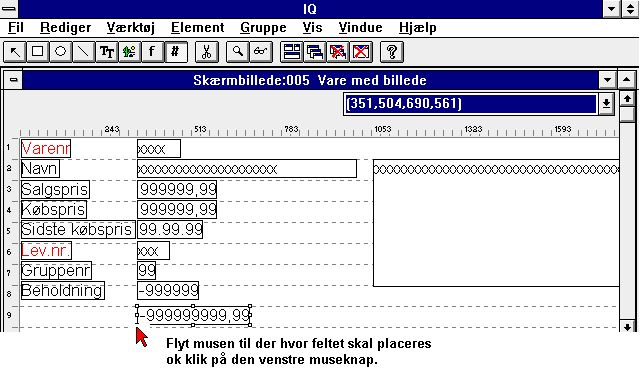 IQ
Fil Rediger Værktøj Element Gruppe Vis Vindue Hjælp
TT f # ?
Skærmbillede:005 Vare med billede
(351,504,690,561)
243 513 783 1053 1323 1593
1 Varenr xxxx
2 Navn xxxxxxxxxxxxxxxxxxxx xxxxxxxxxxxxxxxxxxxxxxxxxxxxxxxxxxx
3 Salgspris 999999,99
4 Købspris 999999,99
5 Sidste købspris 99.99.99
6 Lev.nr. xxx
7 Gruppenr 99
8 Beholdning -999999
9 -999999999,99
Flyt musen til der hvor feltet skal placeres
ok klik på den venstre museknap.